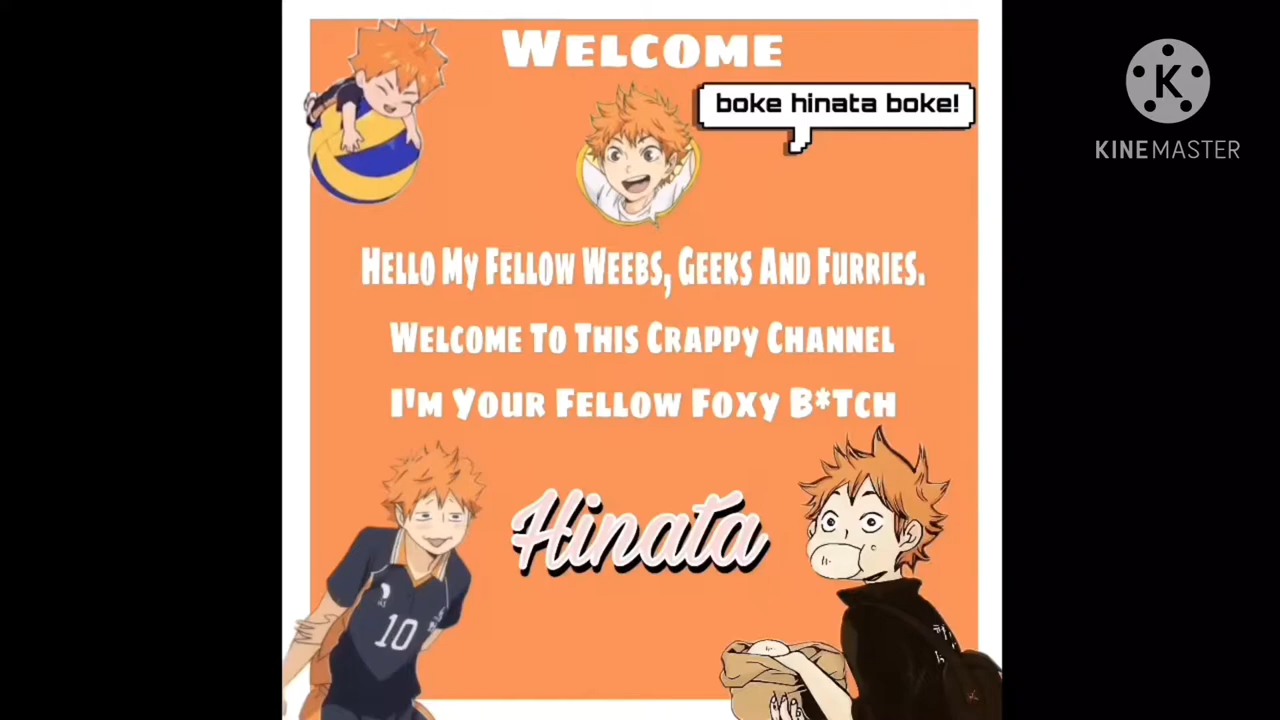 WELCOME
boke hinata boke!
K
KINEMASTER
HELLO MY FELLOW WEEBS, GEEKS AND FURRIES.
WELCOME TO THIS CRAPPY CHANNEL
I'M YOUR FELLOW FOXY B*TCH
Hinata
10